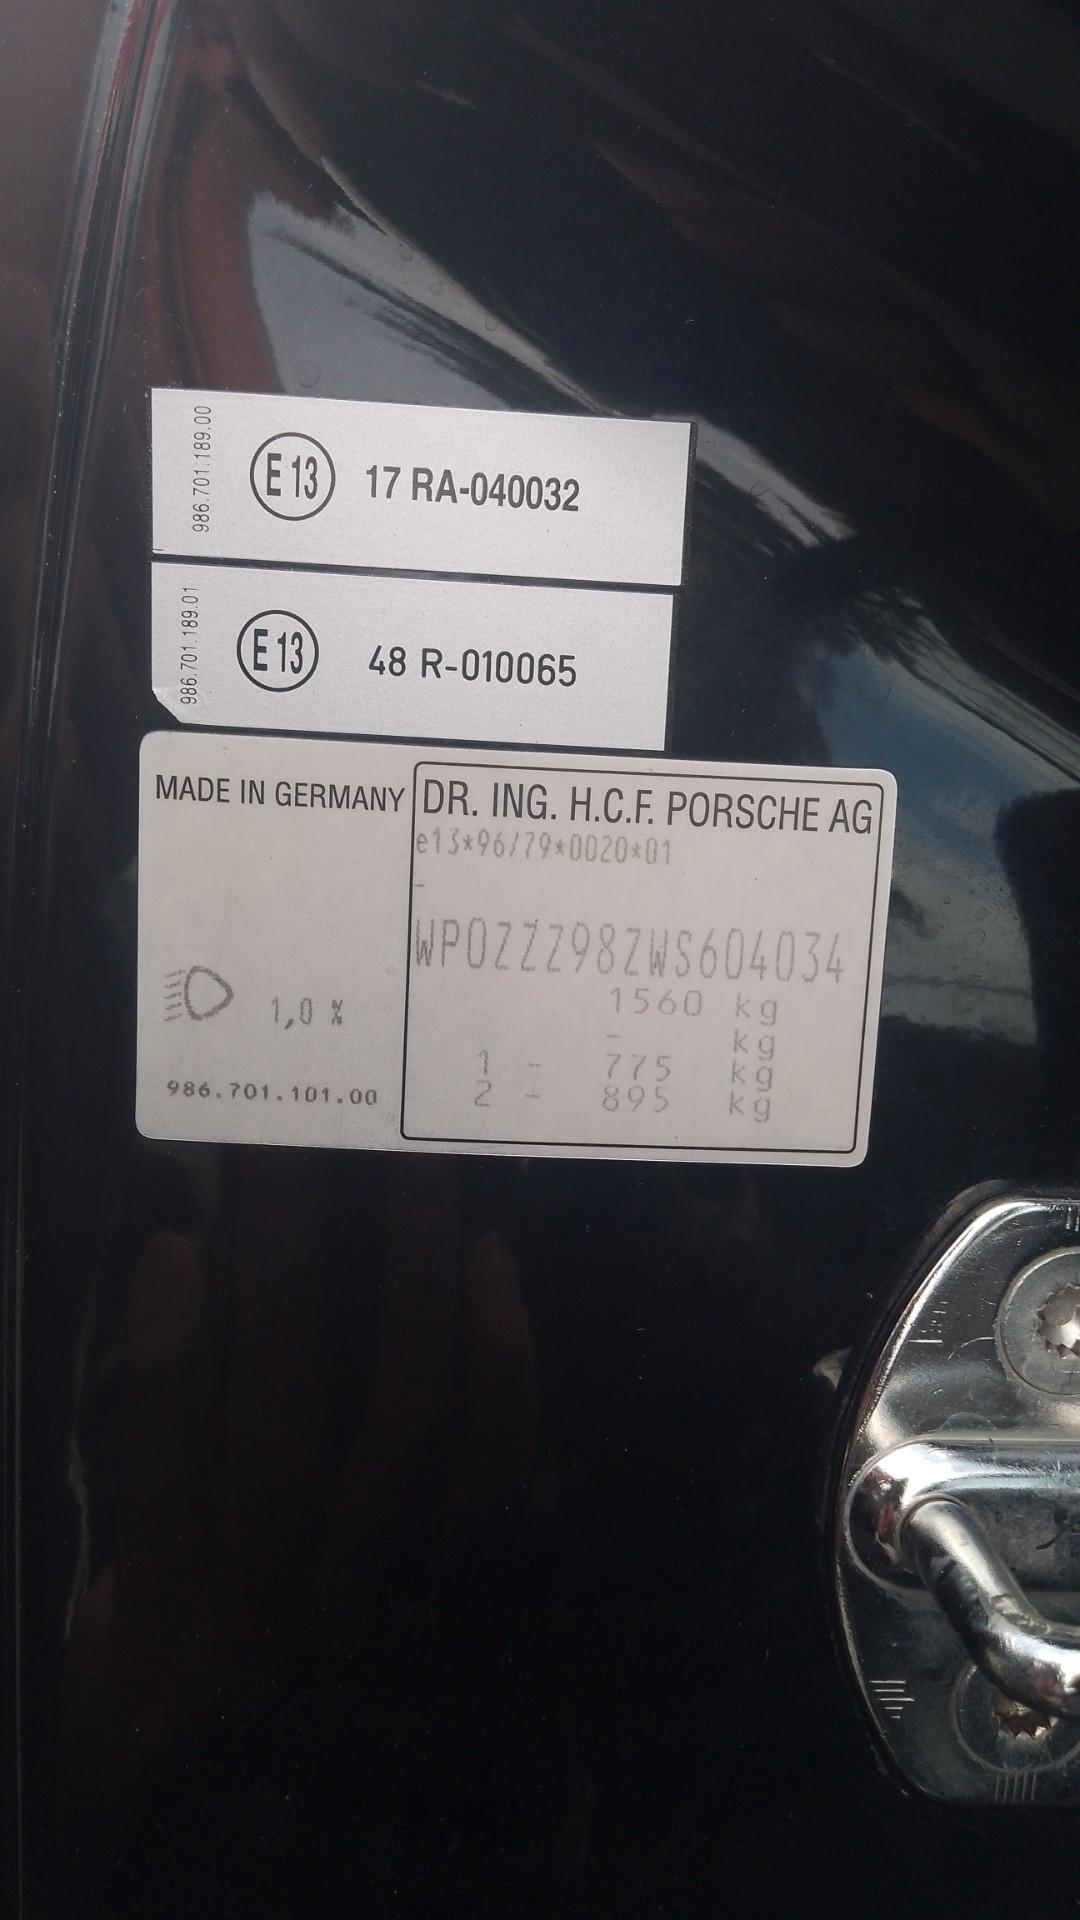 986.701.189.00
E 13 17 RA-040032
986.701.189.01
E 13 48 R-010065
MADE IN GERMANY
1,0 %
986.701.101.00
DR. ING. H.C.F. PORSCHE AG
e13*96/79*0020*01
-
WP0ZZZ98ZWS604034
1560 kg
- kg
1 - 775 kg
2 - 895 kg